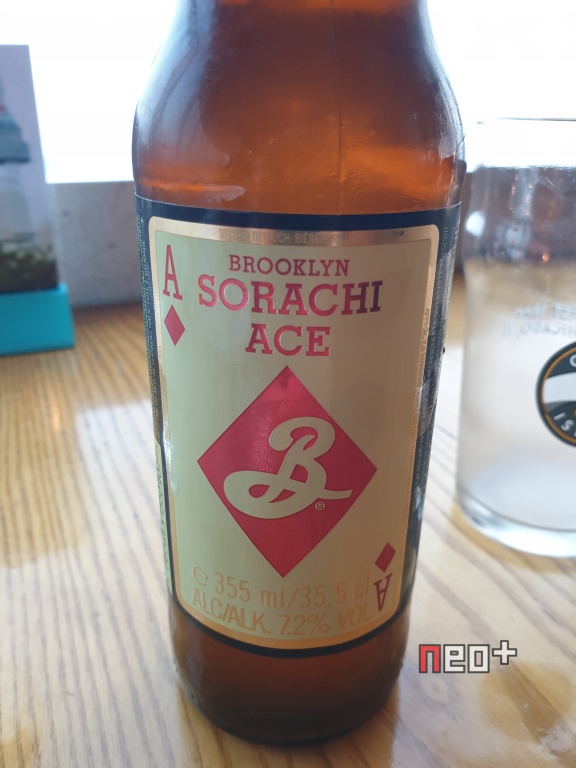 BROOKLYN
A
SORACHI
ACE
B®
℮ 355 ml/35,5 cl
A
ALC/ALK. 7.2% VOL
neo+